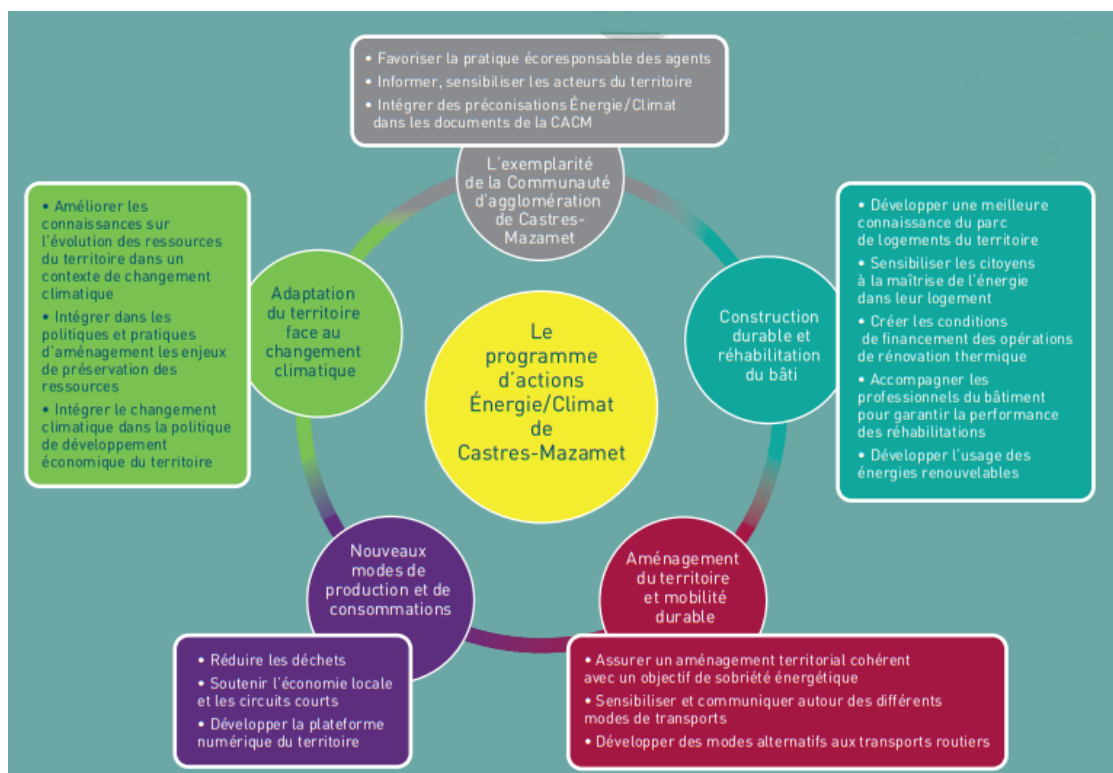 • Favoriser la pratique écoresponsable des agents
• Informer, sensibiliser les acteurs du territoire
• Intégrer des préconisations Énergie/Climat
dans les documents de la CACM
L'exemplarité
de la Communauté
d'agglomération
de Castres-
Mazamet
• Développer une meilleure
connaissance du parc
de logements du territoire
• Sensibiliser les citoyens
à la maîtrise de l'énergie
dans leur logement
• Créer les conditions
de financement des opérations
de rénovation thermique
• Accompagner les
professionnels du bâtiment
pour garantir la performance
des réhabilitations
• Développer l'usage des
énergies renouvelables
Construction
durable et
réhabilitation
du bâti
Aménagement
du territoire
et mobilité
durable
• Assurer un aménagement territorial cohérent
avec un objectif de sobriété énergétique
• Sensibiliser et communiquer autour des différents
modes de transports
• Développer des modes alternatifs aux transports routiers
Nouveaux
modes de
production et de
consommations
• Réduire les déchets
• Soutenir l'économie locale
et les circuits courts
• Développer la plateforme
numérique du territoire
Adaptation
du territoire
face au
changement
climatique
• Améliorer les
connaissances sur
l'évolution des ressources
du territoire dans un
contexte de changement
climatique
• Intégrer dans les
politiques et pratiques
d'aménagement les enjeux
de préservation des
ressources
• Intégrer le changement
climatique dans la politique
de développement
économique du territoire
Le
programme
d'actions
Énergie/Climat
de
Castres-Mazamet